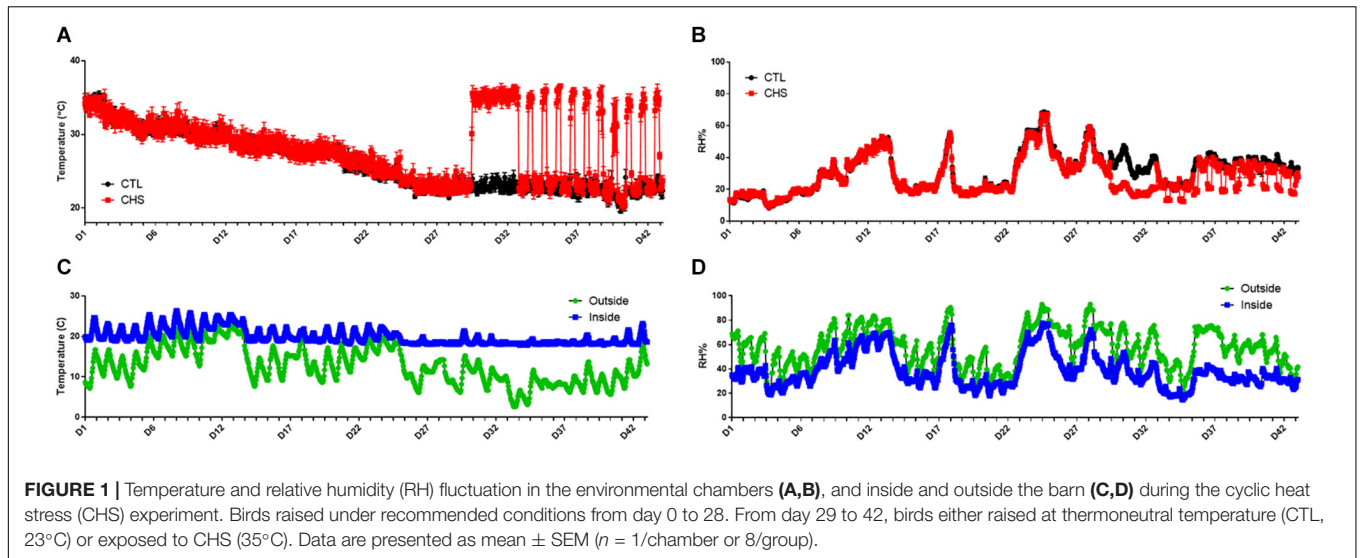 A
Temperature (°C)
40
30
20
CTL
CHS
D1
D6
D12
D17
D22
D27
D32
D37
D42
B
RH%
100
80
60
40
20
0
CTL
CHS
D1
D6
D12
D17
D22
D27
D32
D37
D42
C
Temperature (C)
30
20
10
0
Outside
Inside
D1
D6
D12
D17
D22
D27
D32
D37
D42
D
RH%
100
80
60
40
20
0
Outside
Inside
D1
D6
D12
D17
D22
D27
D32
D37
D42
FIGURE 1 | Temperature and relative humidity (RH) fluctuation in the environmental chambers (A,B), and inside and outside the barn (C,D) during the cyclic heat
stress (CHS) experiment. Birds raised under recommended conditions from day 0 to 28. From day 29 to 42, birds either raised at thermoneutral temperature (CTL,
23°C) or exposed to CHS (35°C). Data are presented as mean ± SEM (n = 1/chamber or 8/group).